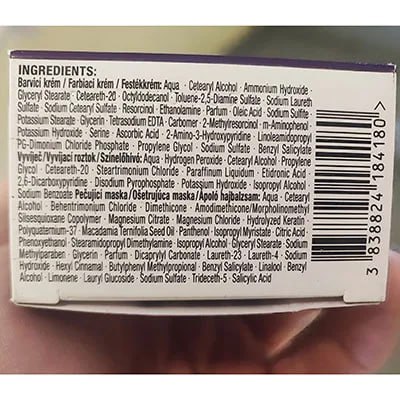 INGREDIENTS:
Barvicí krém / Farbiaci krém / Festékkrém: Aqua · Cetearyl Alcohol · Ammonium Hydroxide ·
Glyceryl Stearate · Ceteareth-20 · Octyldodecanol · Toluene-2,5-Diamine Sulfate · Sodium Laureth
Sulfate · Sodium Cetearyl Sulfate · Resorcinol · Ethanolamine · Parfum · Oleic Acid · Sodium Sulfite ·
Potassium Stearate · Glycerin · Tetrasodium EDTA · Carbomer · 2-Methylresorcinol · m-Aminophenol ·
Potassium Hydroxide · Serine · Ascorbic Acid · 2-Amino-3-Hydroxypyridine · Linoleamidopropyl
PG-Dimonium Chloride Phosphate · Propylene Glycol · Sodium Sulfate · Benzyl Salicylate
Vyvíječ/Vyvíjací roztok/Színelőhívó: Aqua · Hydrogen Peroxide · Cetearyl Alcohol · Propylene
Glycol · Ceteareth-20 · Steartrimonium Chloride · Paraffinum Liquidum · Etidronic Acid ·
2,6-Dicarboxypyridine · Disodium Pyrophosphate · Potassium Hydroxide · Isopropyl Alcohol ·
Sodium Benzoate Pečující maska/Ošetrujúca maska/Ápoló hajbalzsam: Aqua · Cetearyl
Alcohol · Behentrimonium Chloride · Dimethicone · Amodimethicone/Morpholinomethyl
Silsesquioxane Copolymer · Magnesium Citrate · Magnesium Chloride · Hydrolyzed Keratin ·
Polyquaternium-37 · Macadamia Ternifolia Seed Oil · Panthenol · Isopropyl Myristate · Citric Acid ·
Phenoxyethanol · Stearamidopropyl Dimethylamine · Isopropyl Alcohol · Glyceryl Stearate · Sodium
Methylparaben · Glycerin · Parfum · Dicaprylyl Carbonate · Laureth-23 · Laureth-4 · Sodium
Hydroxide · Hexyl Cinnamal · Butylphenyl Methylpropional · Benzyl Salicylate · Linalool · Benzyl
Alcohol · Limonene · Lauryl Glucoside · Sodium Sulfate · Trideceth-5 · Salicylic Acid
3 838824 184180 >